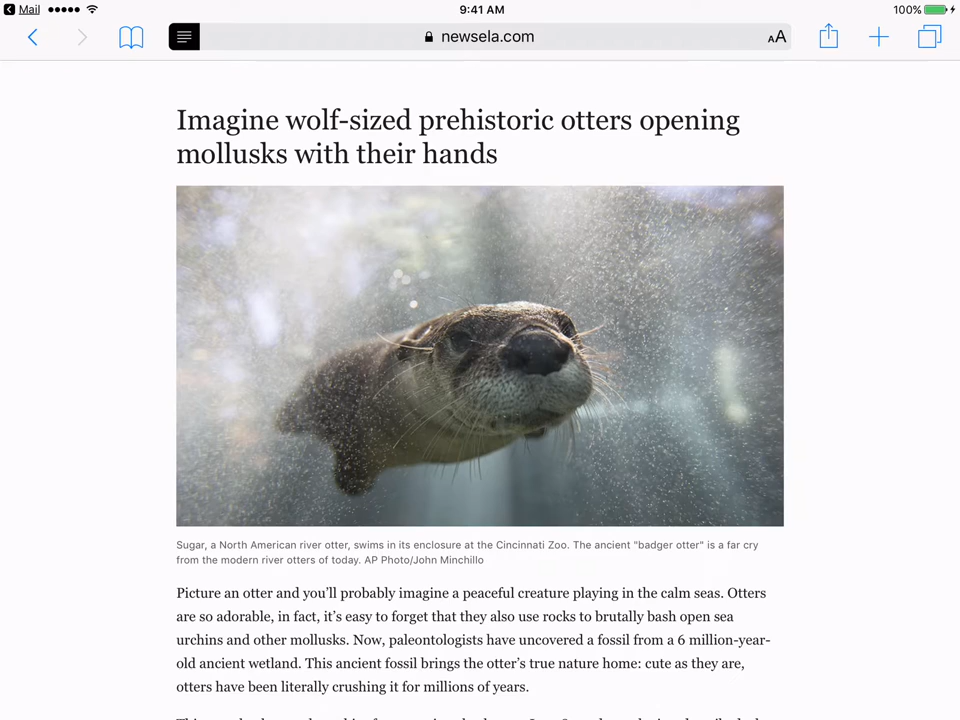 Mail 9:41 AM 100%
newsela.com AA
Imagine wolf-sized prehistoric otters opening
mollusks with their hands
Sugar, a North American river otter, swims in its enclosure at the Cincinnati Zoo. The ancient "badger otter" is a far cry
from the modern river otters of today. AP Photo/John Minchillo
Picture an otter and you’ll probably imagine a peaceful creature playing in the calm seas. Otters
are so adorable, in fact, it’s easy to forget that they also use rocks to brutally bash open sea
urchins and other mollusks. Now, paleontologists have uncovered a fossil from a 6 million-year-
old ancient wetland. This ancient fossil brings the otter’s true nature home: cute as they are,
otters have been literally crushing it for millions of years.